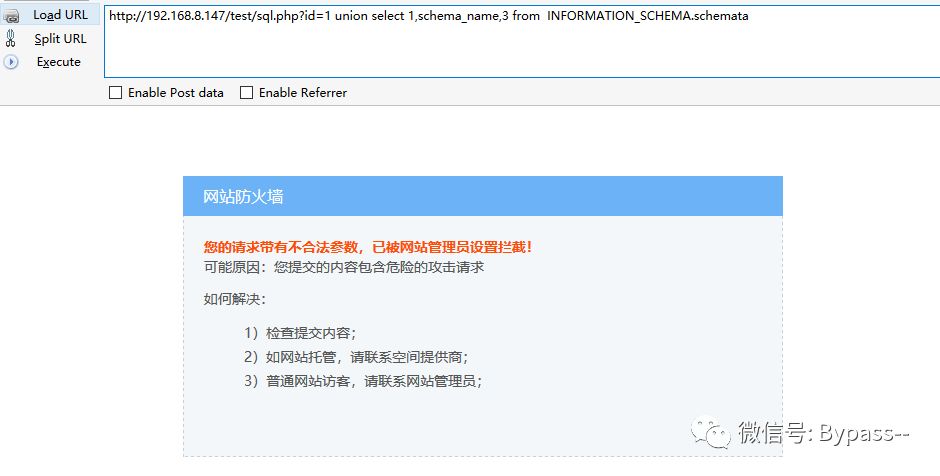 Load URL
Split URL
Execute
http://192.168.8.147/test/sql.php?id=1 union select 1,schema_name,3 from  INFORMATION_SCHEMA.schemata
Enable Post data Enable Referrer
网站防火墙
您的请求带有不合法参数，已被网站管理员设置拦截！
可能原因：您提交的内容包含危险的攻击请求
如何解决：
1）检查提交内容；
2）如网站托管，请联系空间提供商；
3）普通网站访客，请联系网站管理员；
微信号: Bypass--